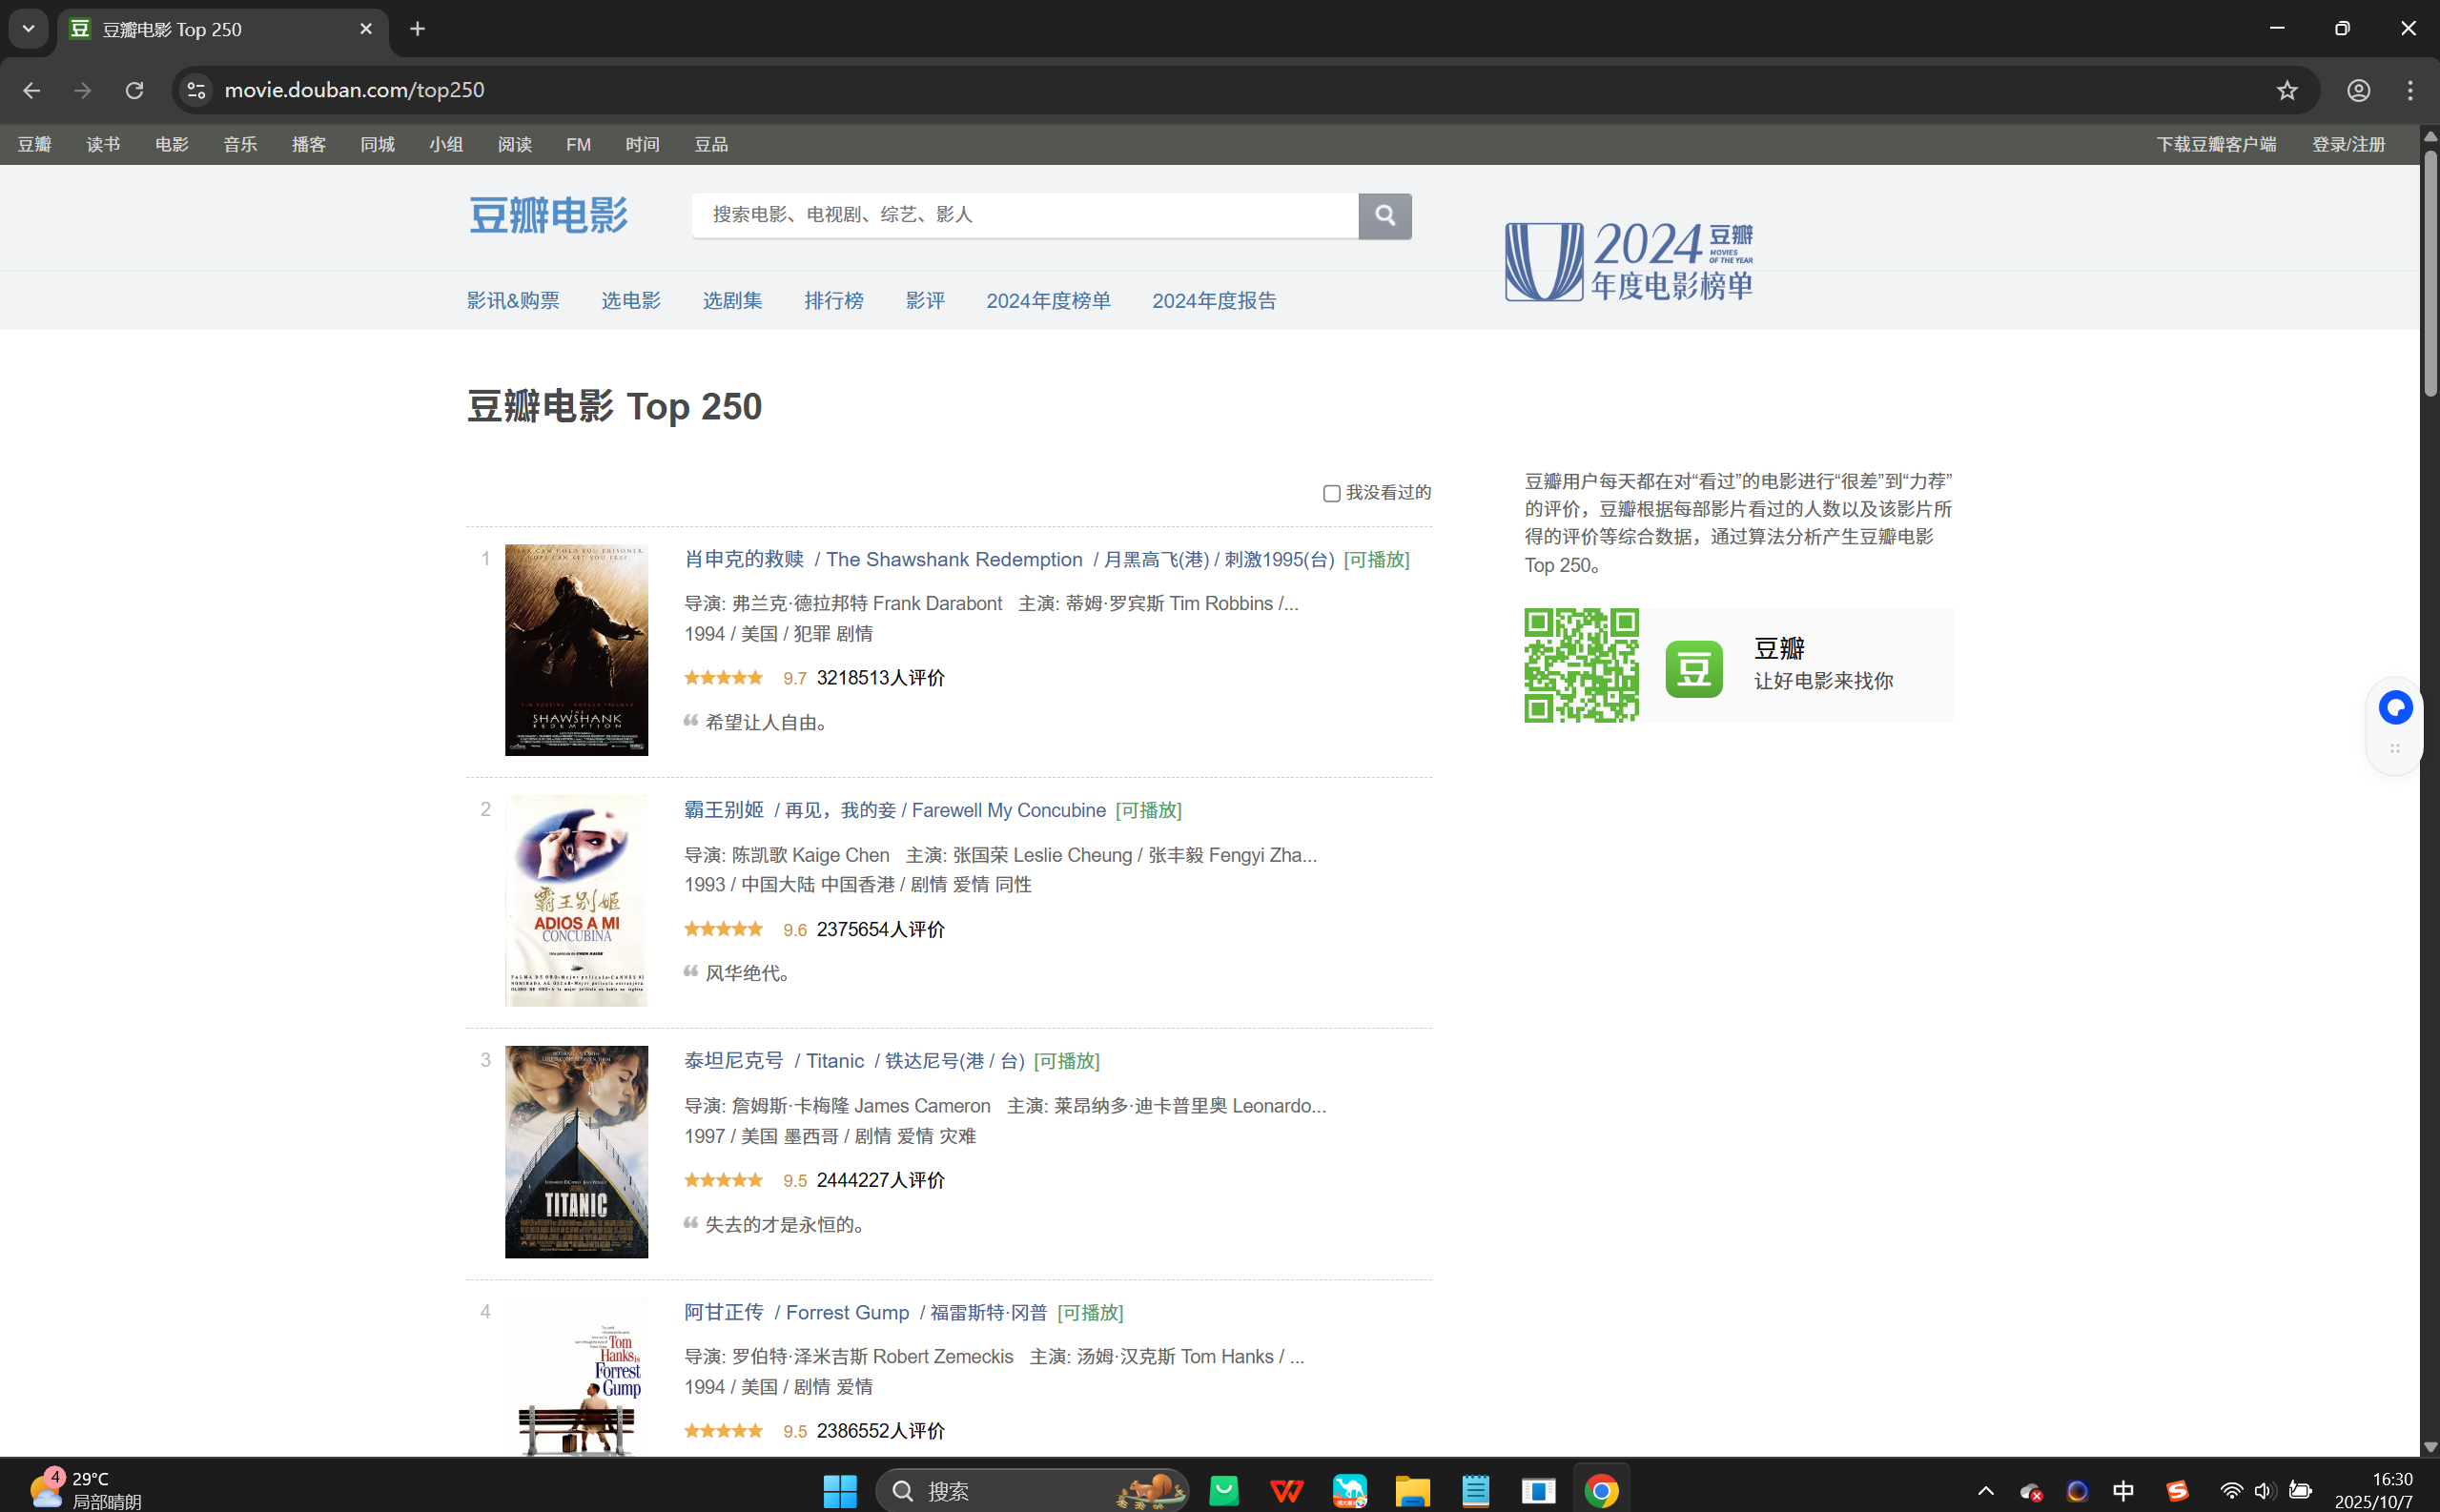 豆瓣电影 Top 250
movie.douban.com/top250
豆瓣 读书 电影 音乐 播客 同城 小组 阅读 FM 时间 豆品 下载豆瓣客户端 登录/注册
豆瓣电影
搜索电影、电视剧、综艺、影人
2024 豆瓣
MOVIES
OF THE YEAR
年度电影榜单
影讯&购票 选电影 选剧集 排行榜 影评 2024年度榜单 2024年度报告
豆瓣电影 Top 250
我没看过的
豆瓣用户每天都在对“看过”的电影进行“很差”到“力荐”
的评价，豆瓣根据每部影片看过的人数以及该影片所
得的评价等综合数据，通过算法分析产生豆瓣电影
Top 250。
豆
豆瓣
让好电影来找你
1
TIM ROBBINS MORGAN FREEMAN
THE
SHAWSHANK
REDEMPTION
肖申克的救赎 / The Shawshank Redemption / 月黑高飞(港) / 刺激1995(台) [可播放]
导演: 弗兰克·德拉邦特 Frank Darabont 主演: 蒂姆·罗宾斯 Tim Robbins /...
1994 / 美国 / 犯罪 剧情
9.7 3218513人评价
希望让人自由。
2
霸王别姬
ADIOS A MI
CONCUBINA
霸王别姬 / 再见，我的妾 / Farewell My Concubine [可播放]
导演: 陈凯歌 Kaige Chen 主演: 张国荣 Leslie Cheung / 张丰毅 Fengyi Zha...
1993 / 中国大陆 中国香港 / 剧情 爱情 同性
9.6 2375654人评价
风华绝代。
3
TITANIC
泰坦尼克号 / Titanic / 铁达尼号(港 / 台) [可播放]
导演: 詹姆斯·卡梅隆 James Cameron 主演: 莱昂纳多·迪卡普里奥 Leonardo...
1997 / 美国 墨西哥 / 剧情 爱情 灾难
9.5 2444227人评价
失去的才是永恒的。
4
Tom
Hanks is
Forrest
Gump
阿甘正传 / Forrest Gump / 福雷斯特·冈普 [可播放]
导演: 罗伯特·泽米吉斯 Robert Zemeckis 主演: 汤姆·汉克斯 Tom Hanks / ...
1994 / 美国 / 剧情 爱情
9.5 2386552人评价
4
29°C
局部晴朗
搜索
中
16:30
2025/10/7